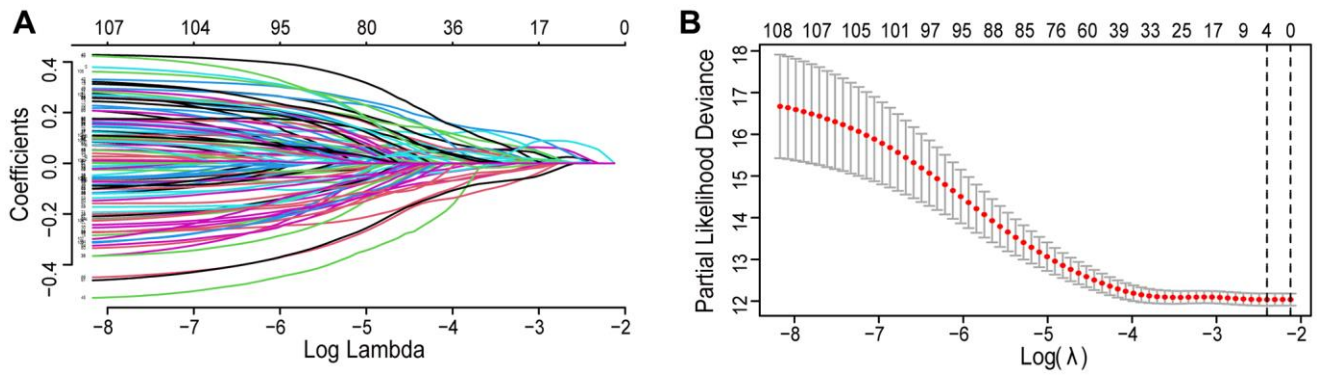 A
107 104 95 80 36 17 0
Coefficients
0.4
0.2
0.0
−0.2
−0.4
−8 −7 −6 −5 −4 −3 −2
Log Lambda
B
108 107 105 101 97 95 88 85 76 60 39 33 25 17 9 4 0
Partial Likelihood Deviance
18
17
16
15
14
13
12
−8 −7 −6 −5 −4 −3 −2
Log(λ)